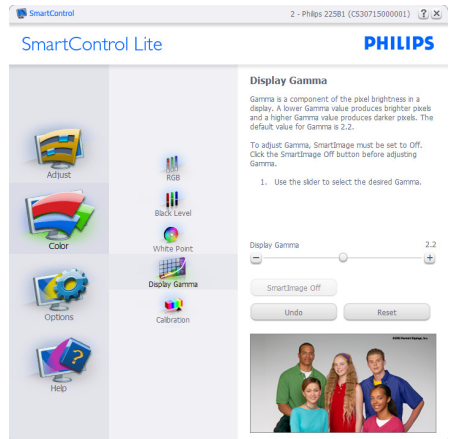 SmartControl
2 - Philips 225B1 (CS30715000001) ? X
SmartControl Lite
PHILIPS
Adjust
Color
Options
Help
RGB
Black Level
White Point
Display Gamma
Calibration
Display Gamma
Gamma is a component of the pixel brightness in a
display. A lower Gamma value produces brighter pixels
and a higher Gamma value produces darker pixels. The
default value for Gamma is 2.2.
To adjust Gamma, SmartImage must be set to Off.
Click the SmartImage Off button before adjusting
Gamma.
1. Use the slider to select the desired Gamma.
Display Gamma 2.2
SmartImage Off
Undo Reset